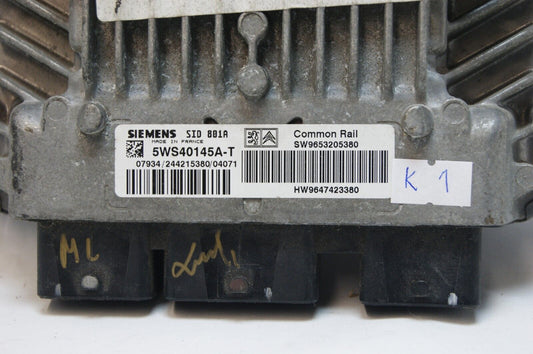 SIEMENS SID 801A
MADE IN FRANCE
5WS40145A-T
07934/244215380/04071
Common Rail
SW9653205380
HW9647423380
K 1
ML